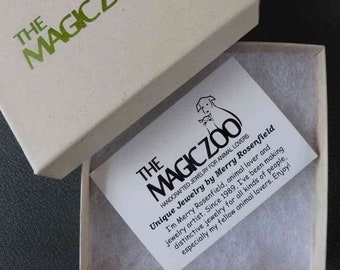 THE
MAGIC ZOO
THE
MAGIC ZOO
HANDCRAFTED JEWELRY FOR ANIMAL LOVERS
Unique Jewelry by Merry Rosenfield
I'm Merry Rosenfield, animal lover and
jewelry artist. Since 1989, I've been making
distinctive jewelry for all kinds of people,
especially my fellow animal lovers. Enjoy!